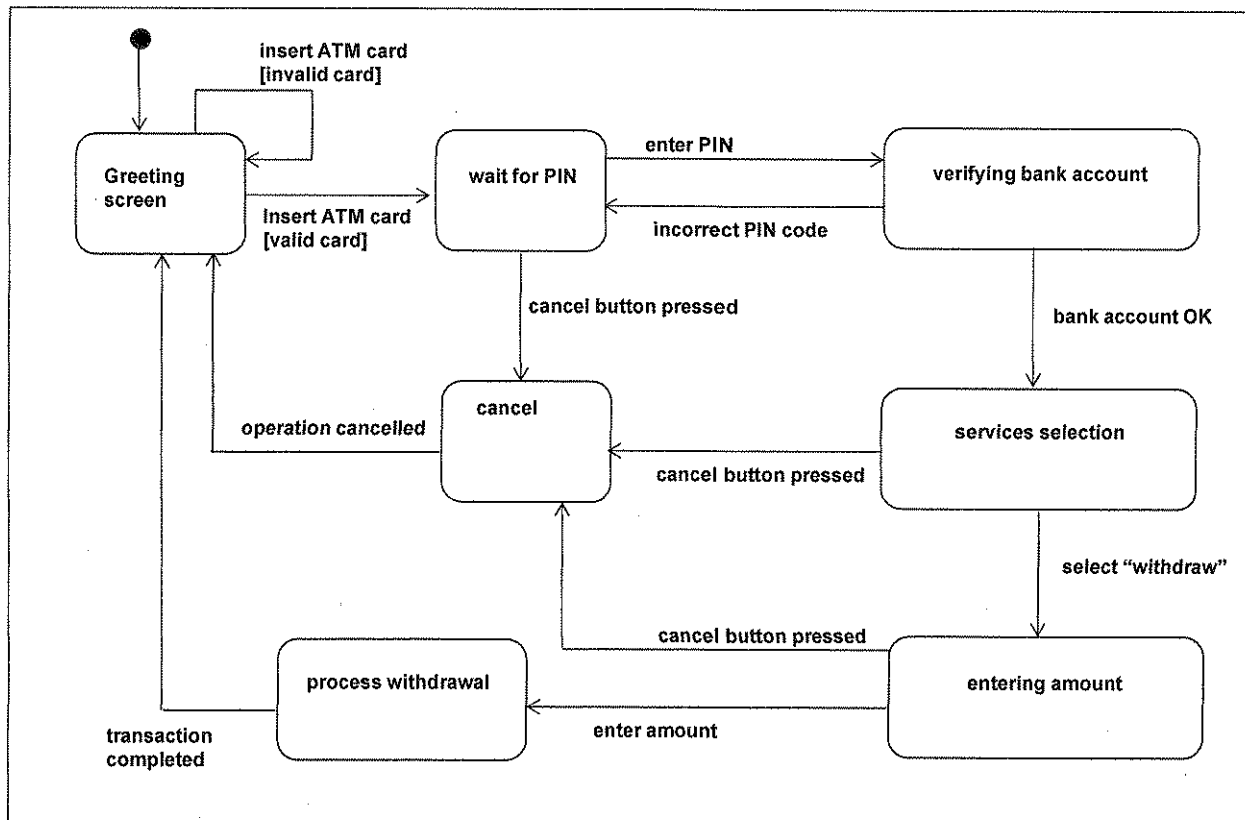 insert ATM card
[invalid card]
Greeting
screen
wait for PIN
enter PIN
verifying bank account
Insert ATM card
[valid card]
incorrect PIN code
cancel button pressed
bank account OK
cancel
operation cancelled
services selection
cancel button pressed
select “withdraw”
cancel button pressed
process withdrawal
entering amount
enter amount
transaction
completed